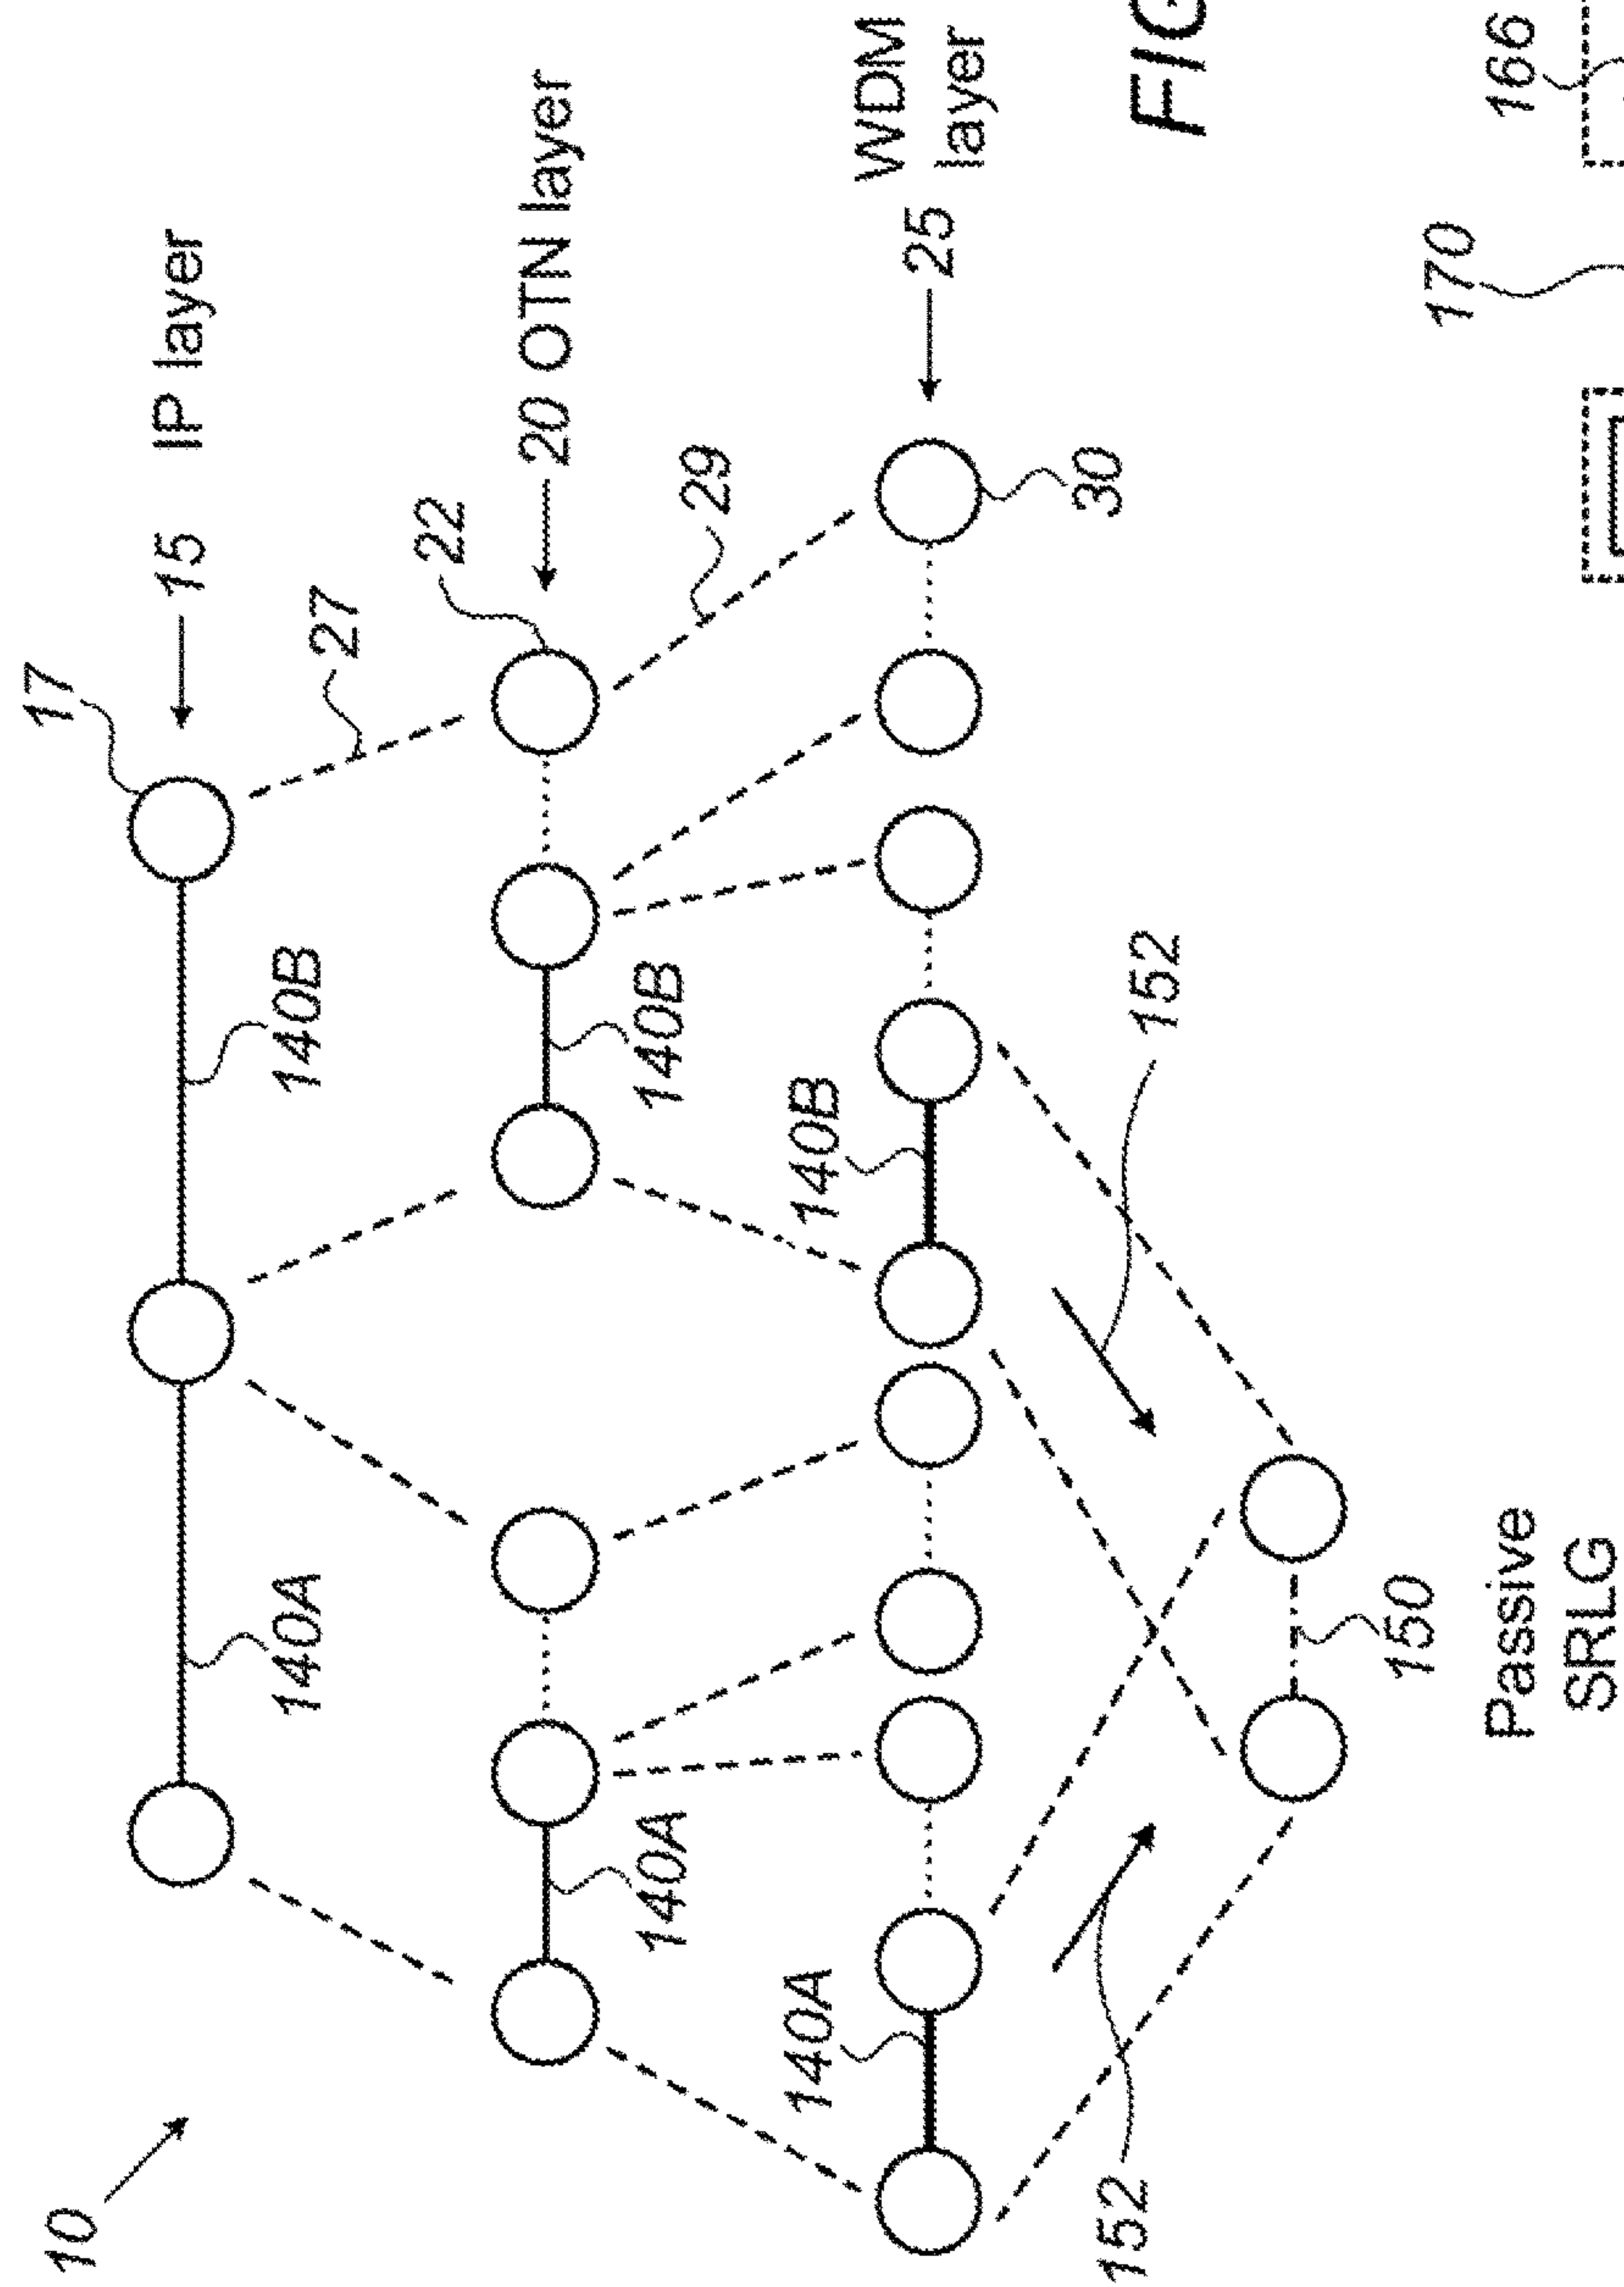 10
17
15 IP layer
27
140A
140B
22
20 OTN layer
140A
140B
29
WDM
layer
25
140A
140B
30
152
152
FIG
150
Passive
SRLG
170
166